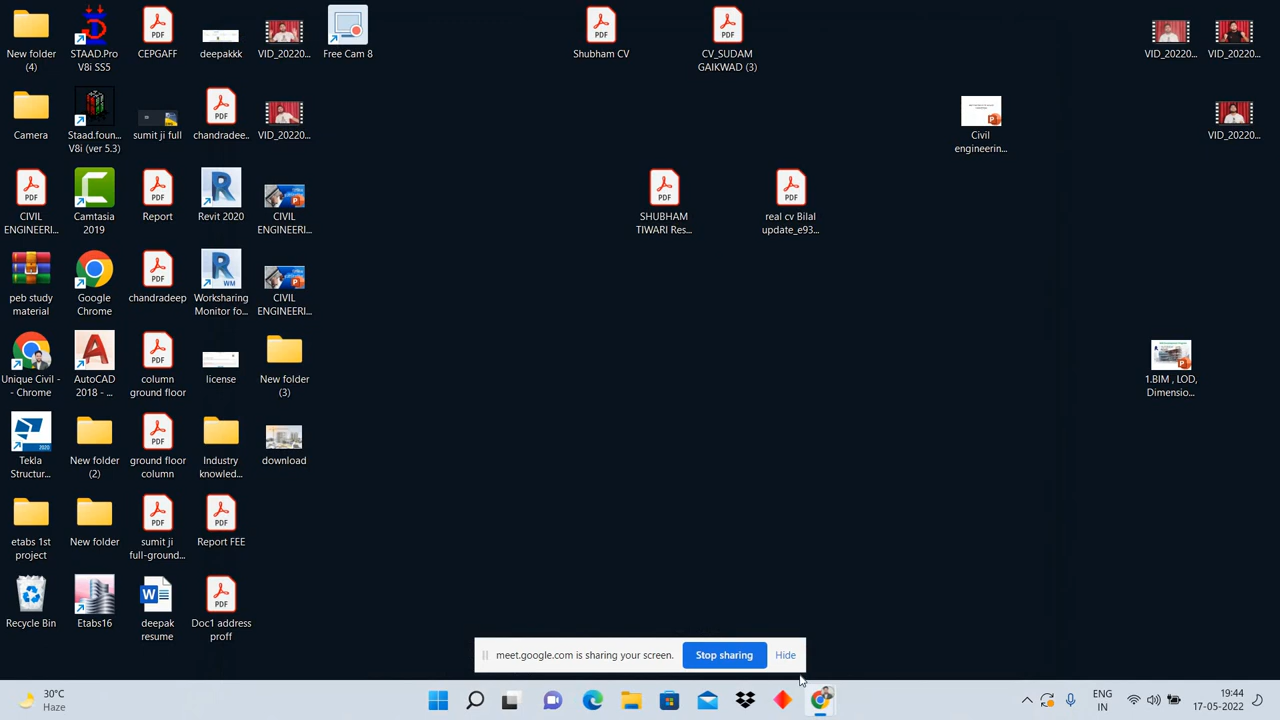 New folder
(4)
STAAD.Pro
V8i SS5
CEPGAFF
deepakkk
VID_20220...
Free Cam 8
Shubham CV
CV_SUDAM
GAIKWAD (3)
VID_20220...
VID_20220...
Camera
Staad.foun...
V8i (ver 5.3)
sumit ji full
chandradee...
VID_20220...
Civil
engineerin...
VID_20220...
CIVIL
ENGINEERI...
Camtasia
2019
Report
Revit 2020
CIVIL
ENGINEERI...
SHUBHAM
TIWARI Res...
real cv Bilal
update_e93...
peb study
material
Google
Chrome
chandradeep
Worksharing
Monitor fo...
CIVIL
ENGINEERI...
Unique Civil -
- Chrome
AutoCAD
2018 - ...
column
ground floor
license
New folder
(3)
1.BIM , LOD,
Dimensio...
Tekla
Structur...
New folder
(2)
ground floor
column
Industry
knowled...
download
etabs 1st
project
New folder
sumit ji
full-groun...
Report FEE
Recycle Bin
Etabs16
deepak
resume
Doc1 address
proff
meet.google.com is sharing your screen.
Stop sharing
Hide
30°C
Haze
ENG
IN
19:44
17-05-2022